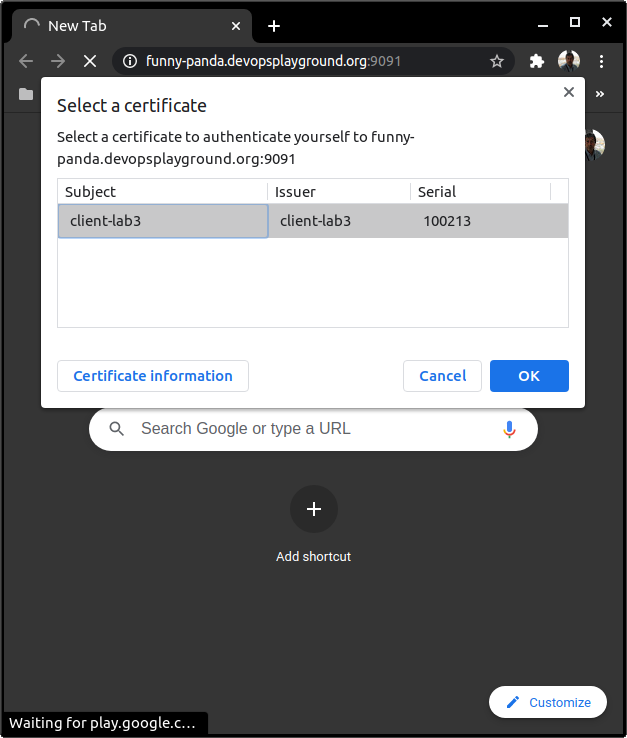 New Tab
funny-panda.devopsplayground.org:9091
Select a certificate
Select a certificate to authenticate yourself to funny-
panda.devopsplayground.org:9091
Subject Issuer Serial
client-lab3 client-lab3 100213
Certificate information Cancel OK
Search Google or type a URL
Add shortcut
Customize
Waiting for play.google.c...